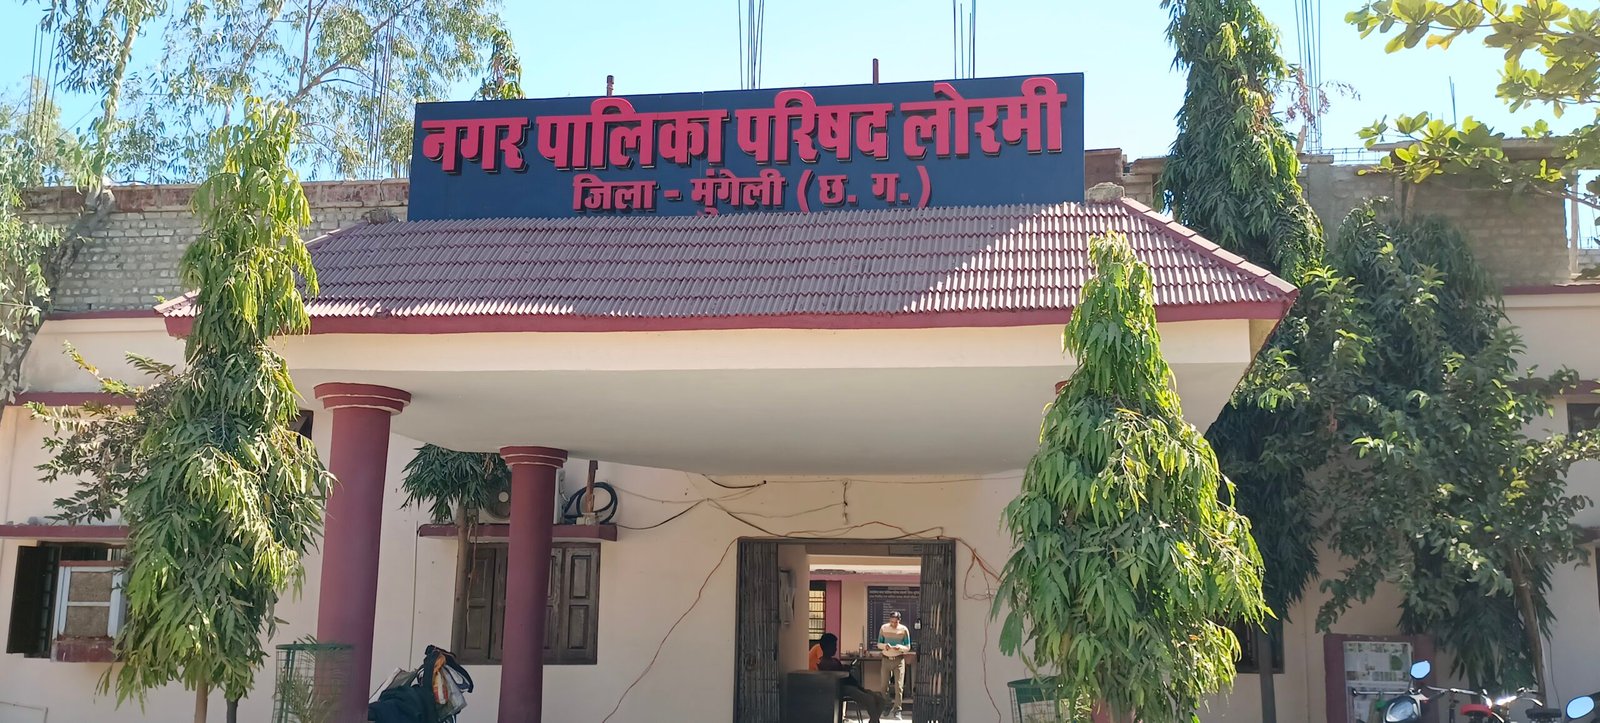 नगर पालिका परिषद लोरमी
जिला - मुंगेली (छ. ग.)